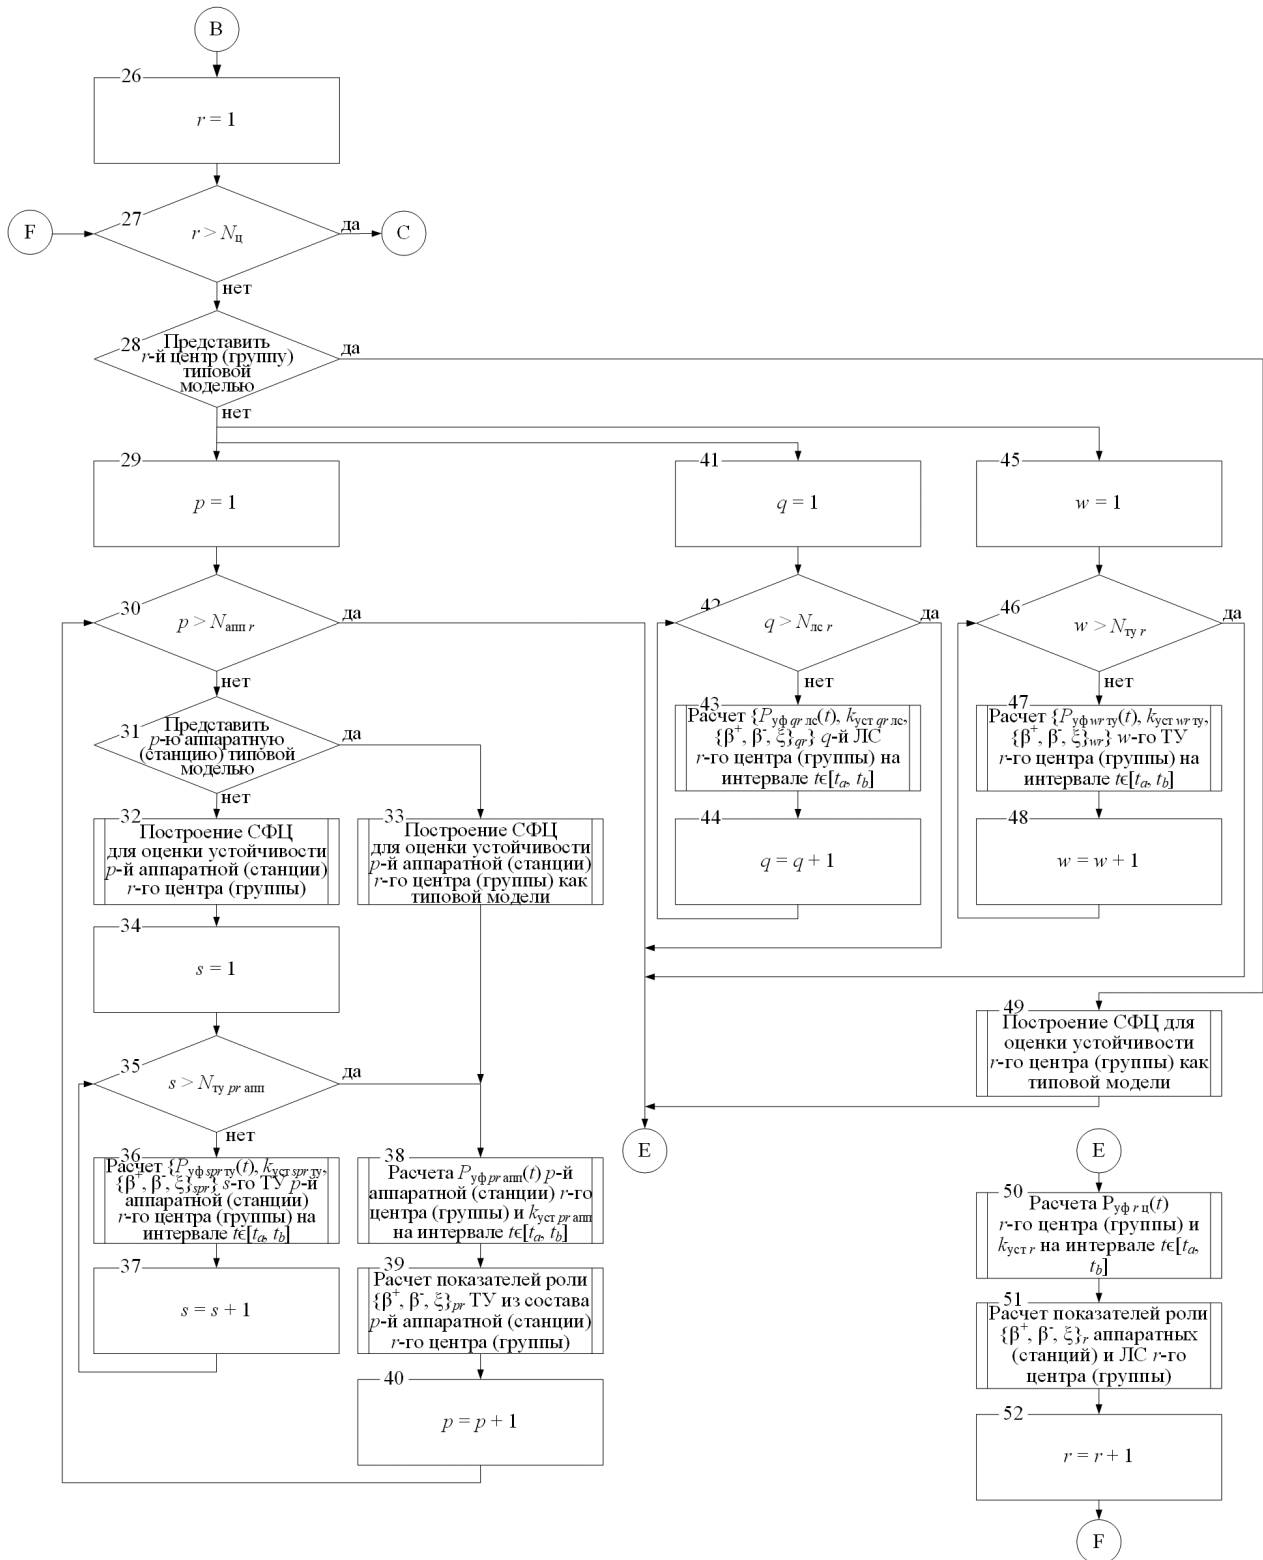 B
26
r = 1
27
F
r > Nц
да
C
нет
28
Представить
r-й центр (группу)
типовой
моделью
да
нет
29
p = 1
30
p > Nапп r
да
нет
31
Представить
p-ю аппаратную
(станцию) типовой
моделью
да
нет
32
Построение СФЦ
для оценки устойчивости
p-й аппаратной (станции)
r-го центра (группы)
33
Построение СФЦ
для оценки устойчивости
p-й аппаратной (станции)
r-го центра (группы) как
типовой модели
34
s = 1
35
s > Nту pr апп
да
нет
36
Расчет {Pуф spr ту(t), kуст spr ту,
{β⁺, β⁻, ξ}spr} s-го ТУ p-й
аппаратной (станции)
r-го центра (группы) на
интервале t∈[ta, tb]
37
s = s + 1
38
Расчета Pуф pr апп(t) p-й
аппаратной (станции) r-го
центра (группы) и kуст pr апп
на интервале t∈[ta, tb]
39
Расчет показателей роли
{β⁺, β⁻, ξ}pr ТУ из состава
p-й аппаратной (станции)
r-го центра (группы)
40
p = p + 1
41
q = 1
42
q > Nлс r
да
нет
43
Расчет {Pуф qr лс(t), kуст qr лс,
{β⁺, β⁻, ξ}qr} q-й ЛС
r-го центра (группы) на
интервале t∈[ta, tb]
44
q = q + 1
45
w = 1
46
w > Nту r
да
нет
47
Расчет {Pуф wr ту(t), kуст wr ту,
{β⁺, β⁻, ξ}wr} w-го ТУ
r-го центра (группы) на
интервале t∈[ta, tb]
48
w = w + 1
49
Построение СФЦ для
оценки устойчивости
r-го центра (группы) как
типовой модели
E
E
50
Расчета Pуф r ц(t)
r-го центра (группы) и
kуст r на интервале t∈[ta,
tb]
51
Расчет показателей роли
{β⁺, β⁻, ξ}r аппаратных
(станций) и ЛС r-го
центра (группы)
52
r = r + 1
F